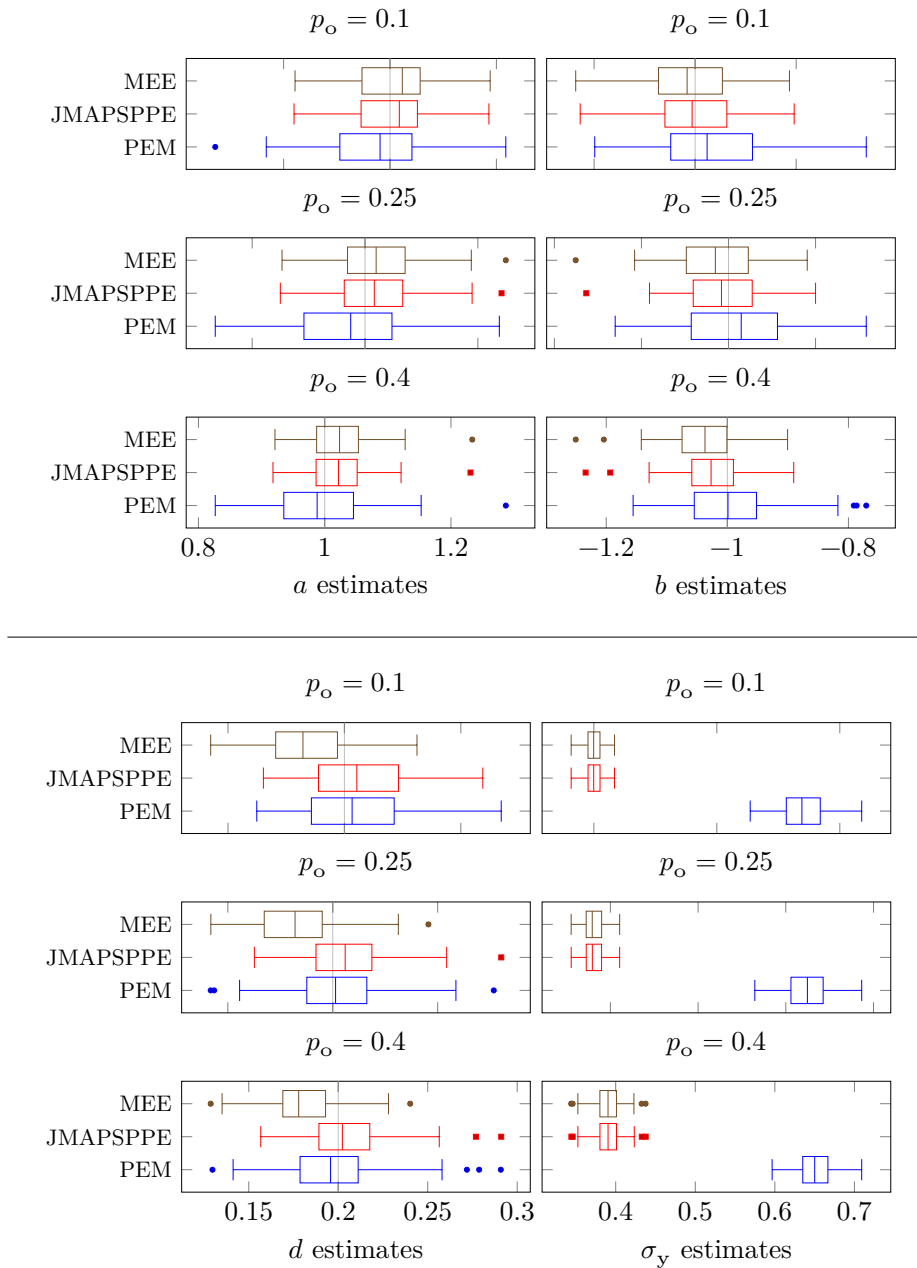 p_o = 0.1 p_o = 0.1
MEE
JMAPSPPE
PEM
p_o = 0.25 p_o = 0.25
MEE
JMAPSPPE
PEM
p_o = 0.4 p_o = 0.4
MEE
JMAPSPPE
PEM
0.8 1 1.2 −1.2 −1 −0.8
a estimates b estimates
p_o = 0.1 p_o = 0.1
MEE
JMAPSPPE
PEM
p_o = 0.25 p_o = 0.25
MEE
JMAPSPPE
PEM
p_o = 0.4 p_o = 0.4
MEE
JMAPSPPE
PEM
0.15 0.2 0.25 0.3 0.4 0.5 0.6 0.7
d estimates σ_y estimates